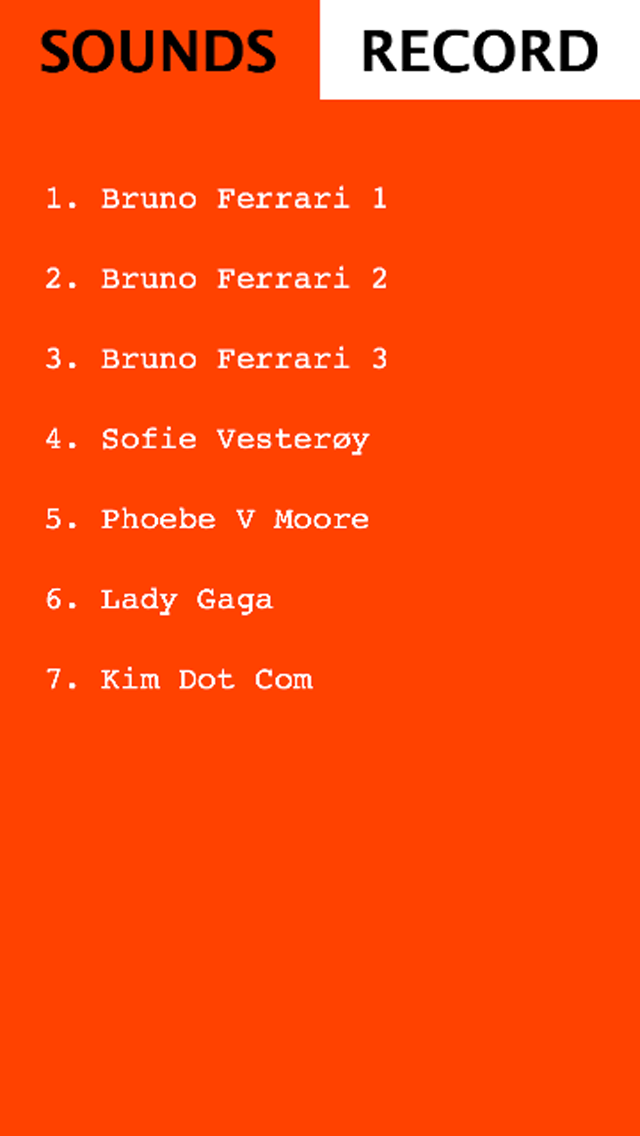 SOUNDS RECORD
1. Bruno Ferrari 1
2. Bruno Ferrari 2
3. Bruno Ferrari 3
4. Sofie Vesterøy
5. Phoebe V Moore
6. Lady Gaga
7. Kim Dot Com